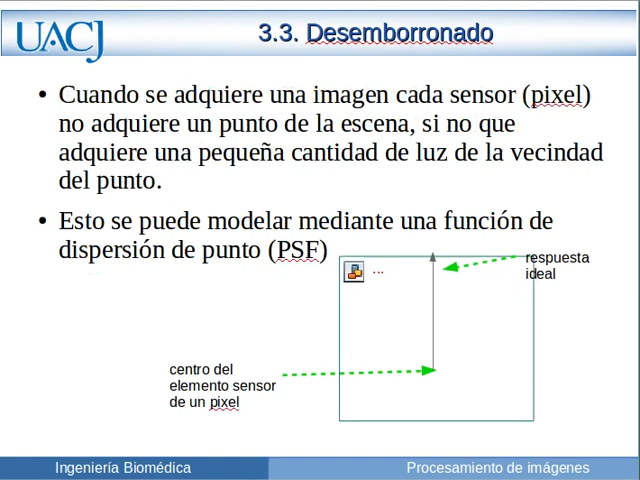 UACJ
3.3. Desemborronado
• Cuando se adquiere una imagen cada sensor (pixel)
no adquiere un punto de la escena, si no que
adquiere una pequeña cantidad de luz de la vecindad
del punto.
• Esto se puede modelar mediante una función de
dispersión de punto (PSF)
...
respuesta
ideal
centro del
elemento sensor
de un pixel
Ingeniería Biomédica
Procesamiento de imágenes